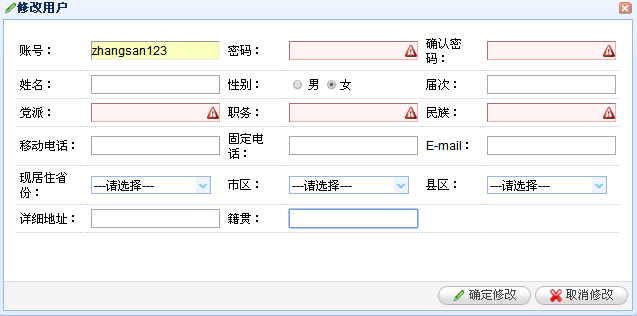 修改用户
账号： zhangsan123 密码： 确认密
码：
姓名： 性别： 男 女 届次：
党派： 职务： 民族：
移动电话： 固定电
话： E-mail：
现居住省
份： ---请选择--- 市区： ---请选择--- 县区： ---请选择---
详细地址： 籍贯：
确定修改 取消修改